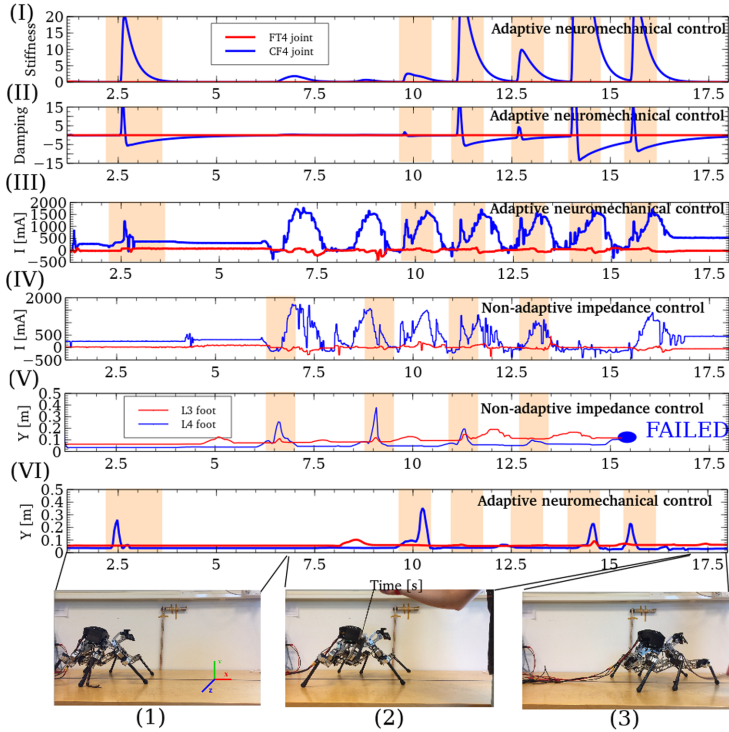 (I)
20
15
10
5
0
Stiffness
Adaptive neuromechanical control
FT4 joint
CF4 joint
2.5 5 7.5 10 12.5 15 17.5
(II)
15
5
−5
−15
Damping
Adaptive neuromechanical control
2.5 5 7.5 10 12.5 15 17.5
(III)
2000
1500
1000
500
0
−500
I [mA]
Adaptive neuromechanical control
2.5 5 7.5 10 12.5 15 17.5
(IV)
2000
500
−500
I [mA]
Non-adaptive impedance control
2.5 5 7.5 10 12.5 15 17.5
(V)
0.5
0.4
0.3
0.2
0.1
0
Y [m]
L3 foot
L4 foot
Non-adaptive impedance control
FAILED
2.5 5 7.5 10 12.5 15 17.5
(VI)
0.5
0.4
0.3
0.2
0.1
0
Y [m]
Adaptive neuromechanical control
2.5 5 7.5 10 12.5 15 17.5
Time [s]
(1) (2) (3)